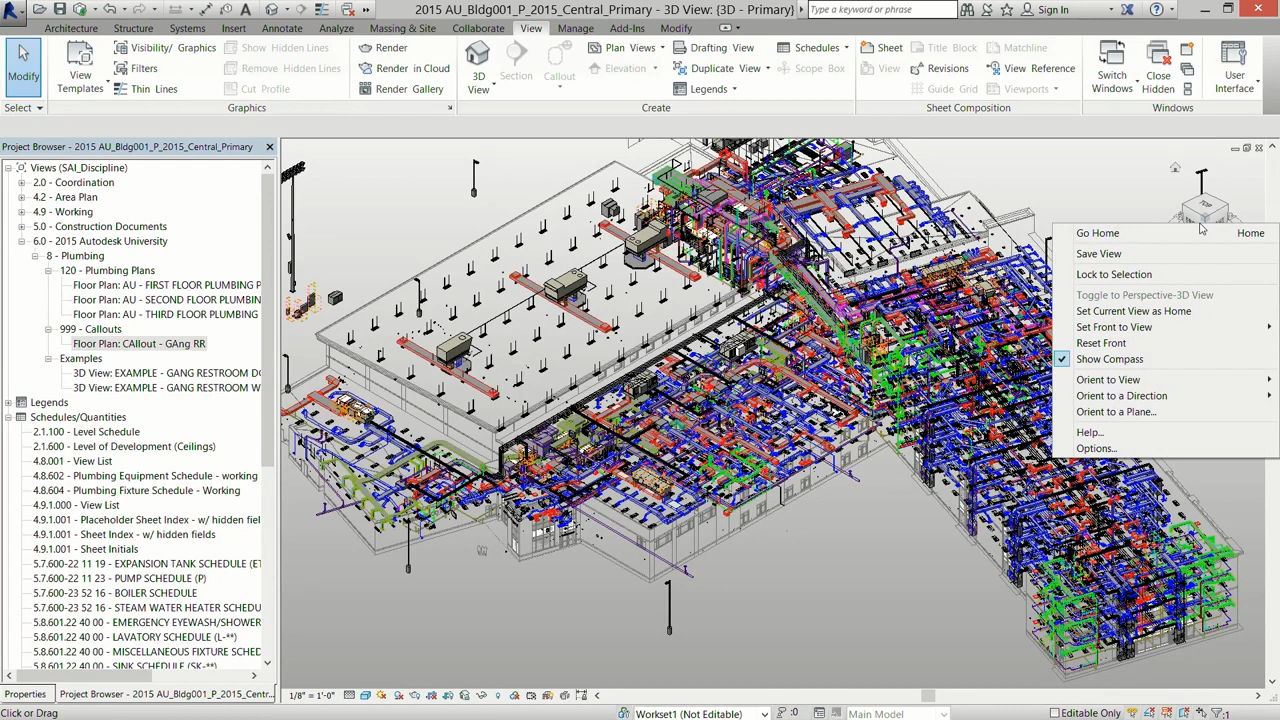 2015 AU_Bldg001_P_2015_Central_Primary - 3D View: {3D - Primary}
Type a keyword or phrase
Sign In
Architecture Structure Systems Insert Annotate Analyze Massing & Site Collaborate View Manage Add-Ins Modify
Modify
View Templates
Visibility/ Graphics
Filters
Thin Lines
Show Hidden Lines
Remove Hidden Lines
Cut Profile
Render
Render in Cloud
Render Gallery
3D View
Section
Callout
Plan Views
Elevation
Drafting View
Duplicate View
Legends
Schedules
Scope Box
Sheet
View
Title Block
Revisions
Guide Grid
Matchline
View Reference
Viewports
Switch Windows
Close Hidden
User Interface
Select Graphics Create Sheet Composition Windows
Project Browser - 2015 AU_Bldg001_P_2015_Central_Primary
Views (SAI_Discipline)
2.0 - Coordination
4.2 - Area Plan
4.9 - Working
5.0 - Construction Documents
6.0 - 2015 Autodesk University
8 - Plumbing
120 - Plumbing Plans
Floor Plan: AU - FIRST FLOOR PLUMBING P
Floor Plan: AU - SECOND FLOOR PLUMBING
Floor Plan: AU - THIRD FLOOR PLUMBING
999 - Callouts
Floor Plan: CAllout - GAng RR
Examples
3D View: EXAMPLE - GANG RESTROOM DO
3D View: EXAMPLE - GANG RESTROOM W
Legends
Schedules/Quantities
2.1.100 - Level Schedule
2.1.600 - Level of Development (Ceilings)
4.8.001 - View List
4.8.603 - Plumbing Equipment Schedule - working
4.8.604 - Plumbing Fixture Schedule - Working
4.9.1.000 - View List
4.9.1.001 - Placeholder Sheet Index - w/ hidden fiel
4.9.1.001 - Sheet Index - w/ hidden fields
4.9.1.001 - Sheet Initials
5.7.600-22 11 19 - EXPANSION TANK SCHEDULE (ET
5.7.600-22 11 23 - PUMP SCHEDULE (P)
5.7.600-23 52 16 - BOILER SCHEDULE
5.7.600-23 52 16 - STEAM WATER HEATER SCHEDU
5.8.601.22 40 00 - EMERGENCY EYEWASH/SHOWER
5.8.601.22 40 00 - LAVATORY SCHEDULE (L-**)
5.8.601.22 40 00 - MISCELLANEOUS FIXTURE SCHED
5.8.601.22 40 00 - SINK SCHEDULE (SK-**)
TOP
Go Home Home
Save View
Lock to Selection
Toggle to Perspective-3D View
Set Current View as Home
Set Front to View
Reset Front
Show Compass
Orient to View
Orient to a Direction
Orient to a Plane...
Help...
Options...
Properties Project Browser - 2015 AU_Bldg001_P_2015_Centr...
1/8" = 1'-0"
Click or Drag
Workset1 (Not Editable)
:0
Main Model
Editable Only
:1